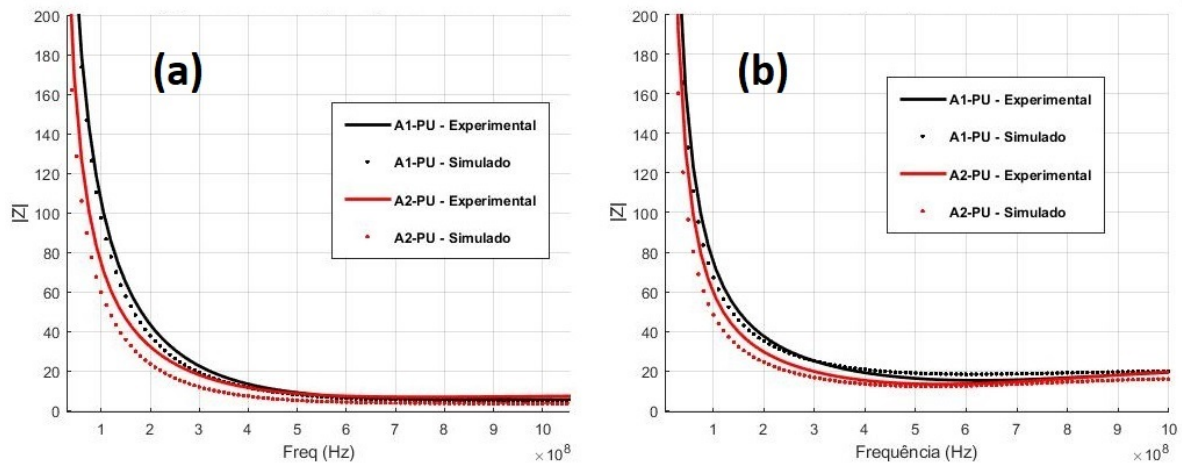 (a)
|Z|
200
180
160
140
120
100
80
60
40
20
0
A1-PU - Experimental
A1-PU - Simulado
A2-PU - Experimental
A2-PU - Simulado
1 2 3 4 5 6 7 8 9 10
Freq (Hz)
×10⁸
(b)
|Z|
200
180
160
140
120
100
80
60
40
20
0
A1-PU - Experimental
A1-PU - Simulado
A2-PU - Experimental
A2-PU - Simulado
1 2 3 4 5 6 7 8 9 10
Frequência (Hz)
×10⁸